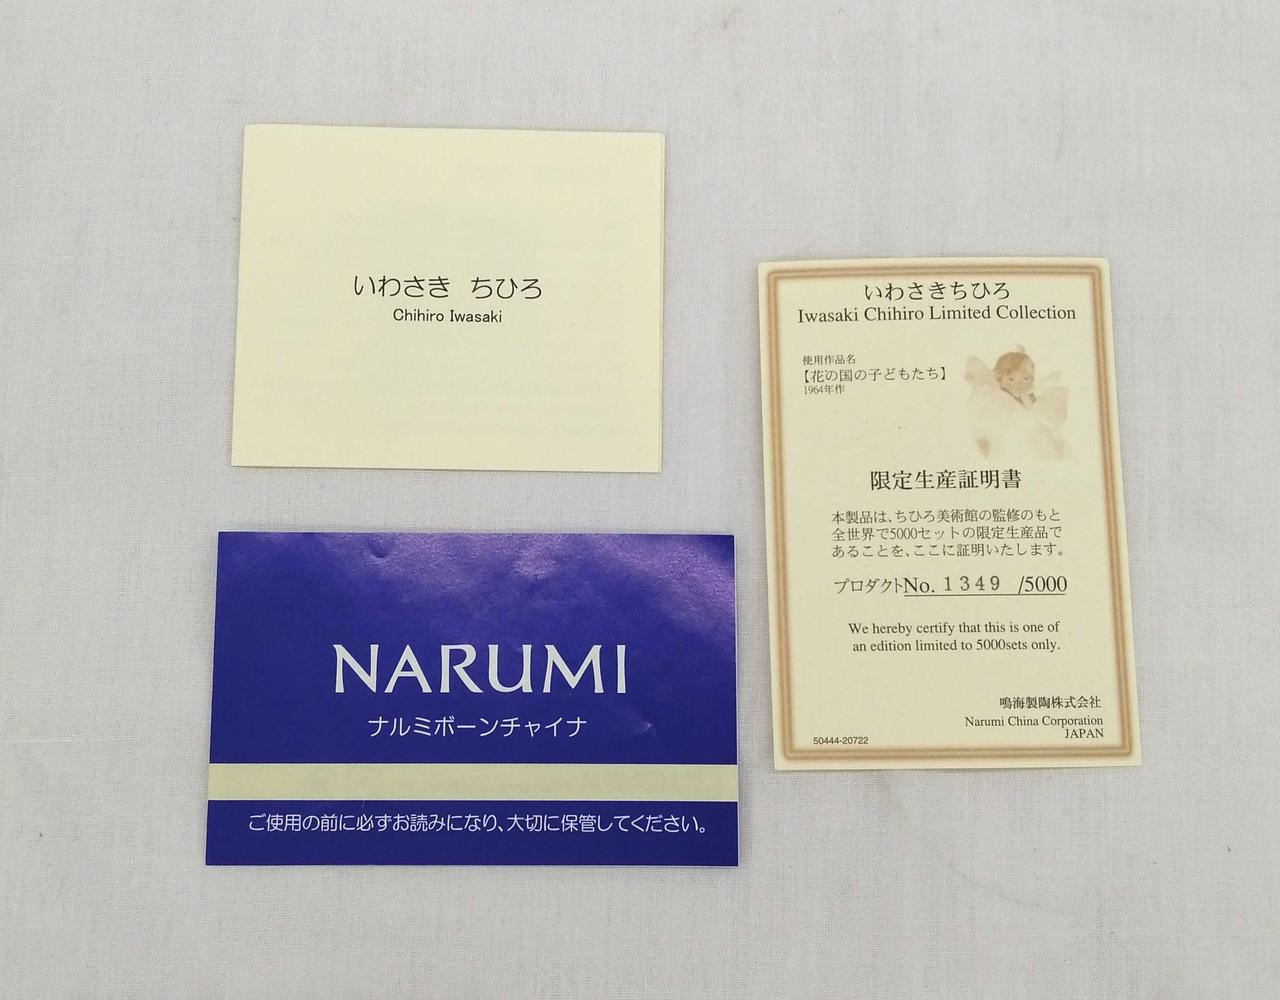 いわさき ちひろ
Chihiro Iwasaki
NARUMI
ナルミボーンチャイナ
ご使用の前に必ずお読みになり、大切に保管してください。
いわさきちひろ
Iwasaki Chihiro Limited Collection
使用作品名
【花の国の子どもたち】
1964年作
限定生産証明書
本製品は、ちひろ美術館の監修のもと
全世界で5000セットの限定生産品で
あることを、ここに証明いたします。
プロダクトNo. 1349 /5000
We hereby certify that this is one of
an edition limited to 5000sets only.
鳴海製陶株式会社
Narumi China Corporation
JAPAN
50444-20722